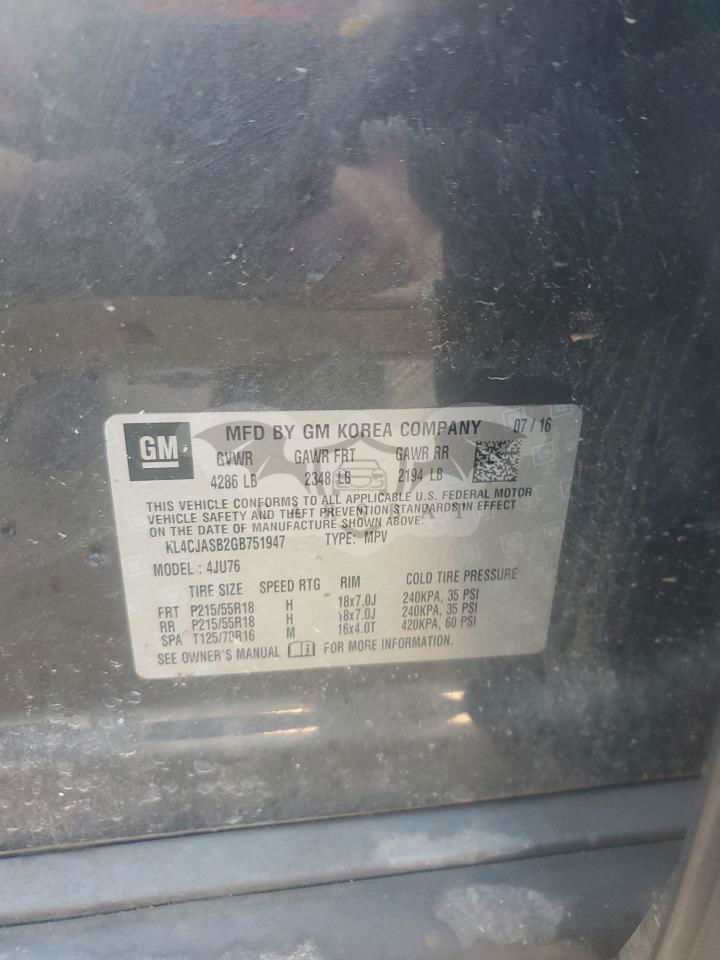 GM MFD BY GM KOREA COMPANY 07 / 16
GVWR GAWR FRT GAWR RR
4286 LB 2348 LB 2194 LB
THIS VEHICLE CONFORMS TO ALL APPLICABLE U.S. FEDERAL MOTOR
VEHICLE SAFETY AND THEFT PREVENTION STANDARDS IN EFFECT
ON THE DATE OF MANUFACTURE SHOWN ABOVE
KL4CJASB2GB751947 TYPE: MPV
MODEL: 4JU76
TIRE SIZE SPEED RTG RIM COLD TIRE PRESSURE
FRT P215/55R18 H 18x7.0J 240KPA, 35 PSI
RR P215/55R18 H 18x7.0J 240KPA, 35 PSI
SPA T125/70R16 M 16x4.0T 420KPA, 60 PSI
SEE OWNER'S MANUAL FOR MORE INFORMATION.